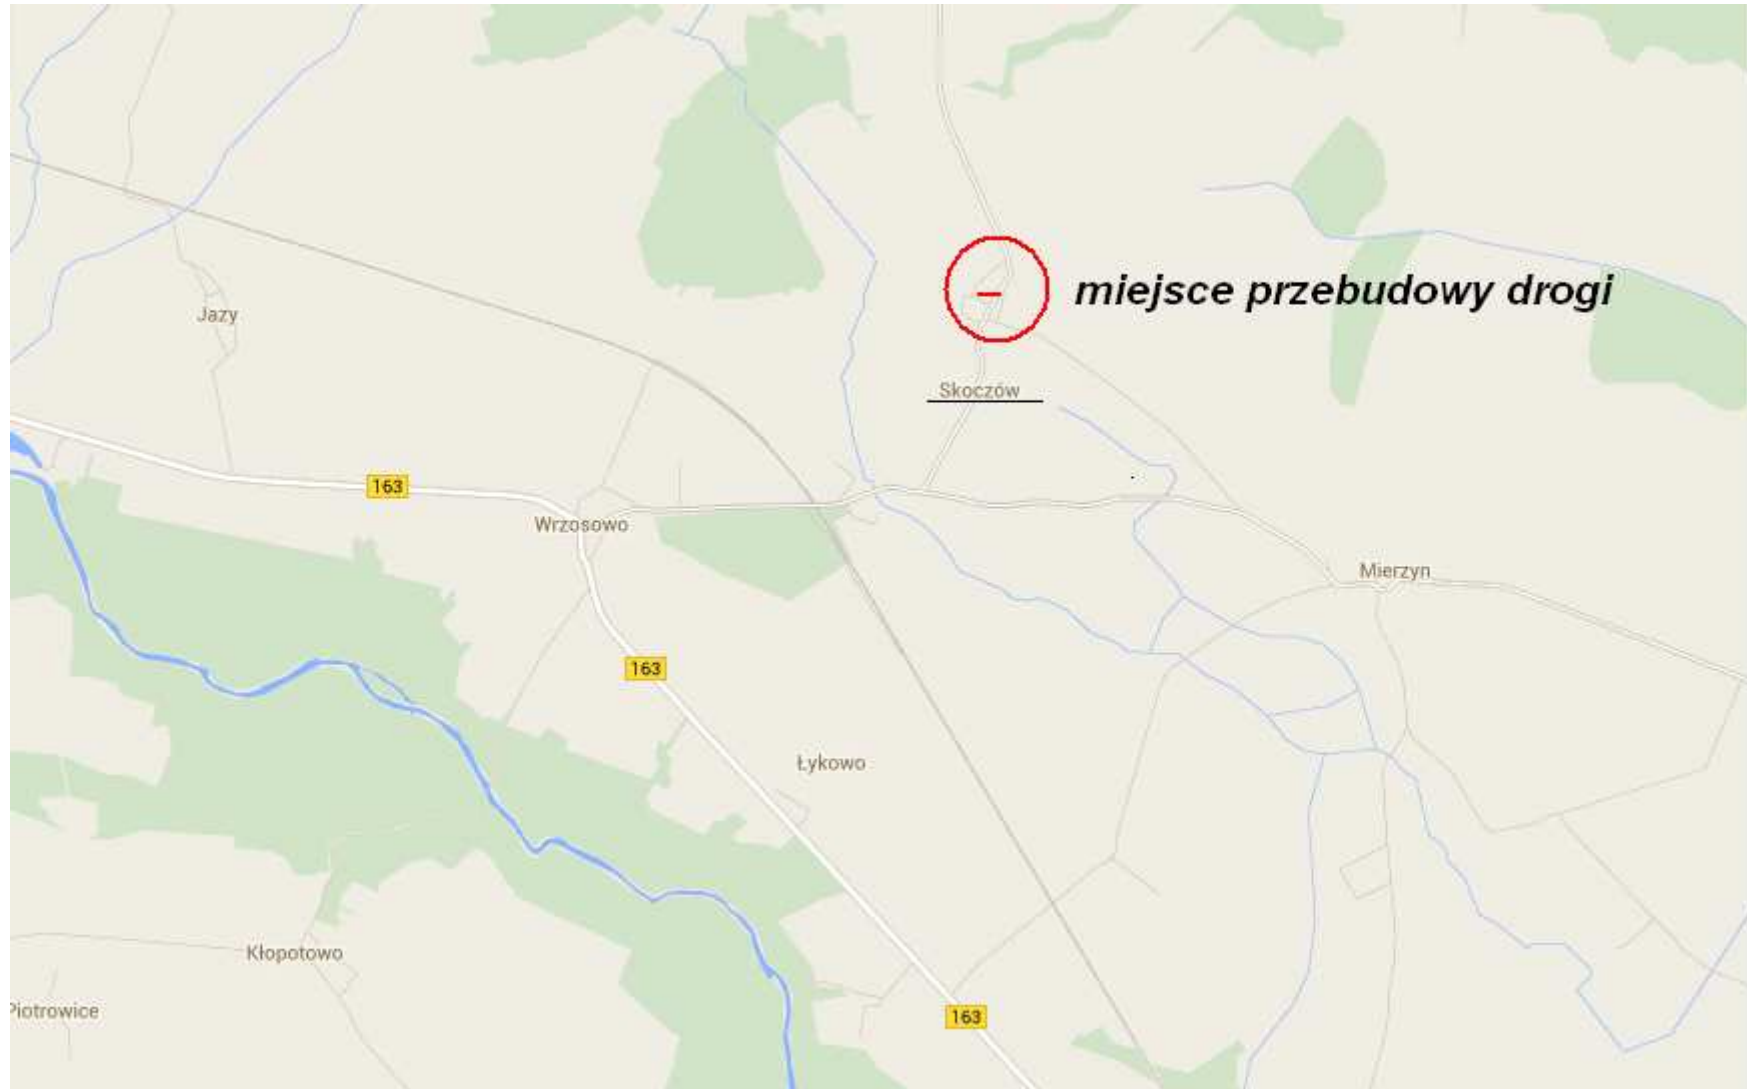 miejsce przebudowy drogi
Jazy
Skoczów
163
Wrzosowo
Mierzyn
163
Łykowo
Kłopotowo
Piotrowice
163